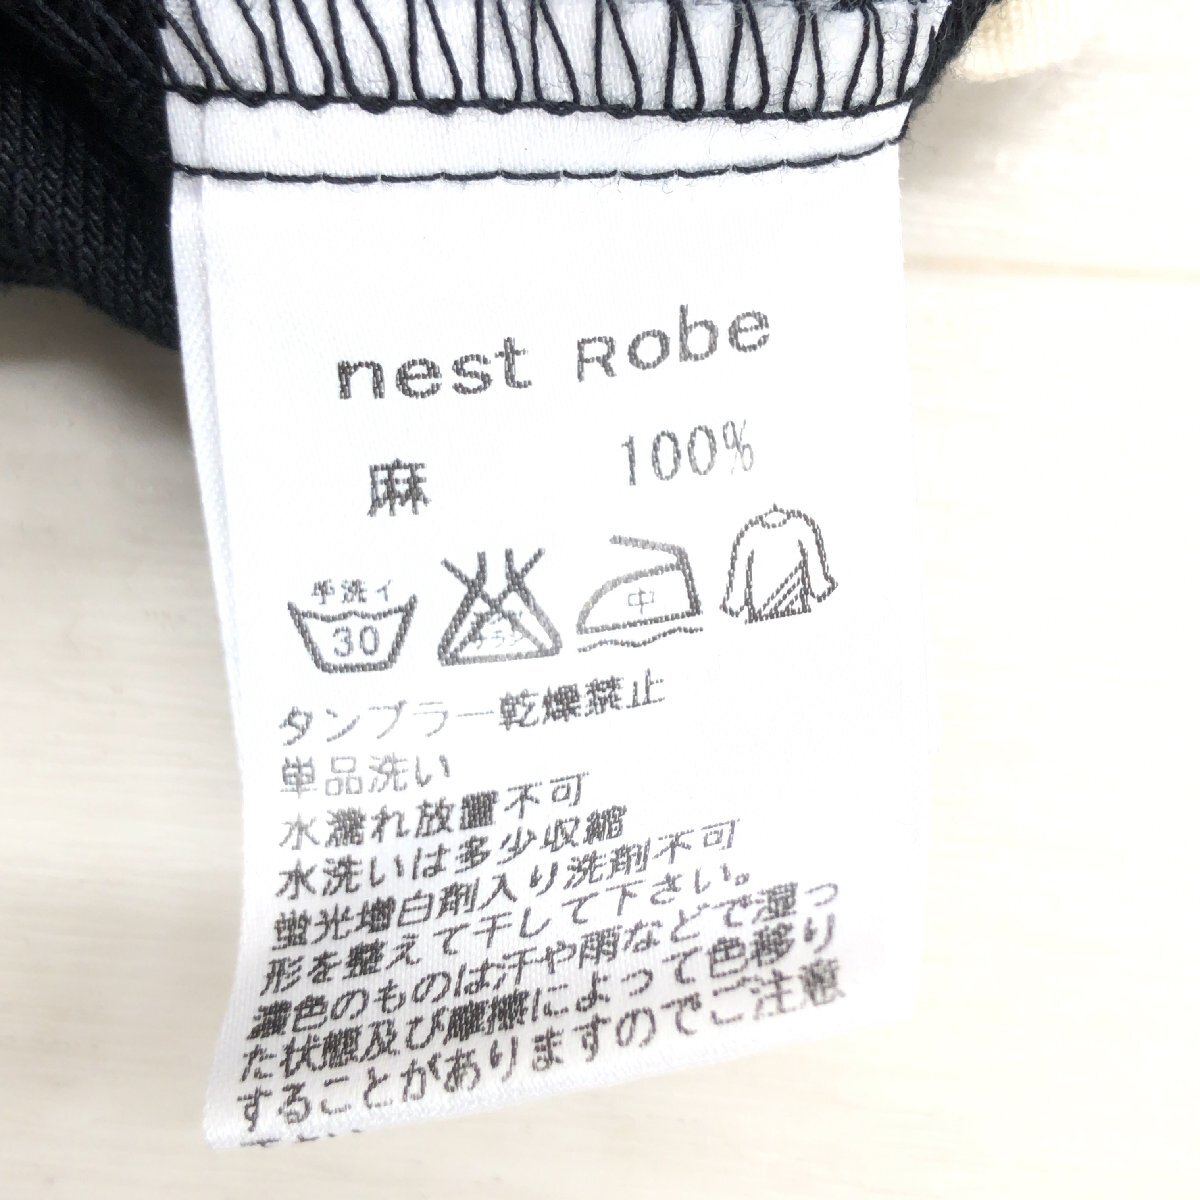 nest Robe
麻 100%
手洗イ
30
中
タンブラー乾燥禁止
単品洗い
水濡れ放置不可
水洗いは多少収縮
蛍光増白剤入り洗剤不可
形を整えて干して下さい。
濃色のものは汗や雨などで湿っ
た状態及び摩擦によって色移り
することがありますのでご注意